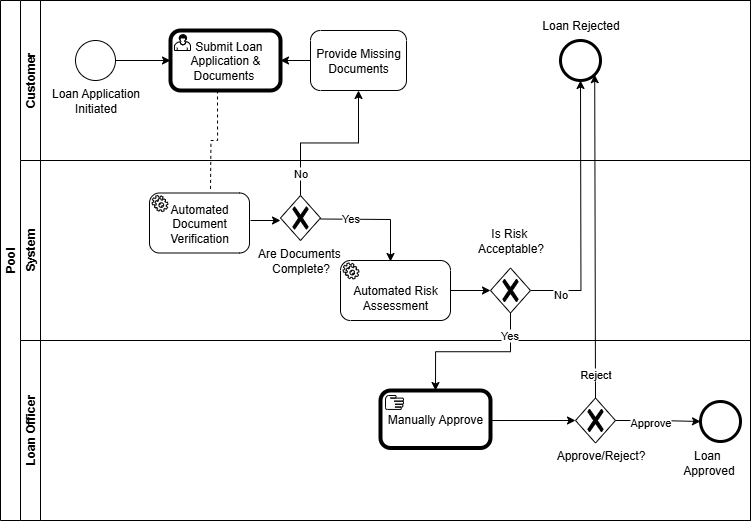 Pool
Customer
Loan Application
Initiated
Submit Loan
Application &
Documents
Provide Missing
Documents
Loan Rejected
System
Automated
Document
Verification
No
Are Documents
Complete?
Yes
Automated Risk
Assessment
Is Risk
Acceptable?
No
Yes
Loan Officer
Manually Approve
Reject
Approve/Reject?
Approve
Loan
Approved